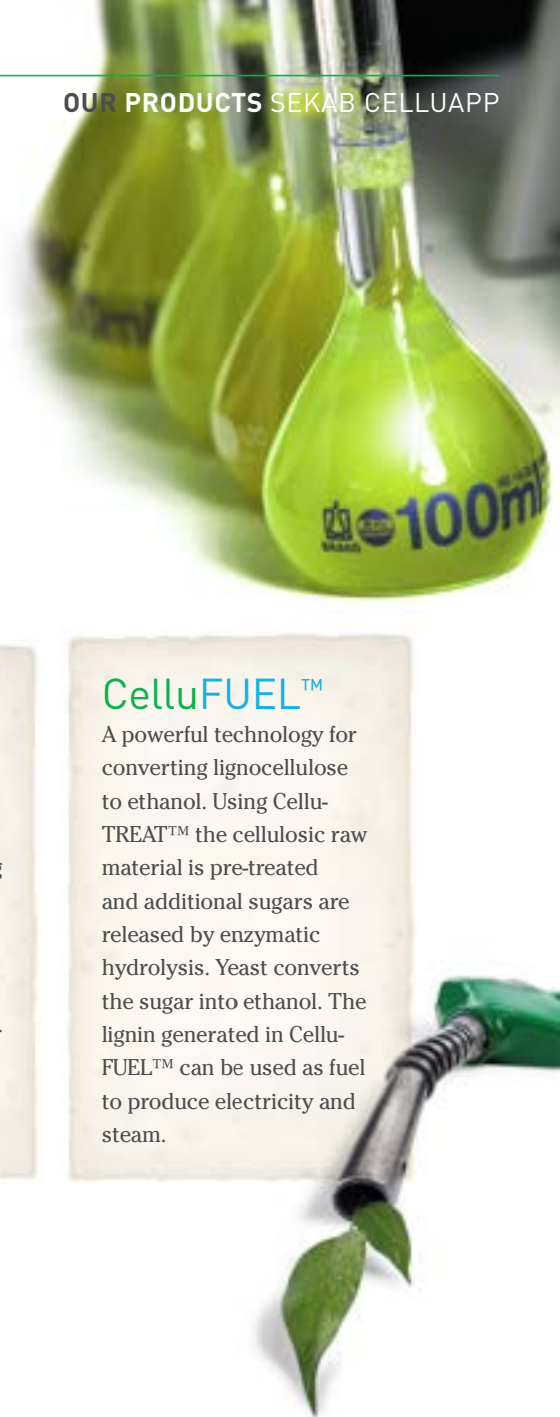 OUR PRODUCTS SEKAB CELLUAPP
100ml
BRAND
CelluFUEL™
A powerful technology for
converting lignocellulose
to ethanol. Using Cellu-
TREAT™ the cellulosic raw
material is pre-treated
and additional sugars are
released by enzymatic
hydrolysis. Yeast converts
the sugar into ethanol. The
lignin generated in Cellu-
FUEL™ can be used as fuel
to produce electricity and
steam.